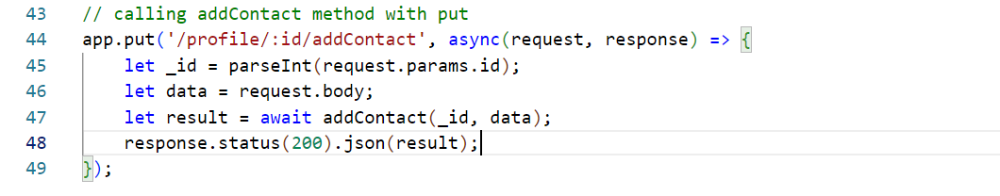 43 // calling addContact method with put
44 app.put('/profile/:id/addContact', async(request, response) => {
45 let _id = parseInt(request.params.id);
46 let data = request.body;
47 let result = await addContact(_id, data);
48 response.status(200).json(result);
49 });